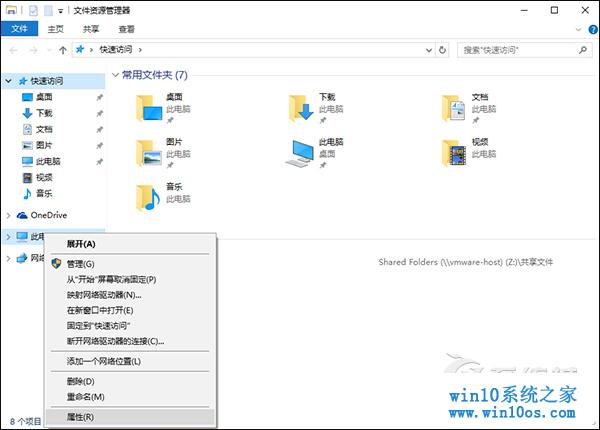 文件资源管理器
文件
主页
共享
查看
快速访问
搜索"快速访问"
快速访问
桌面
下载
文档
图片
此电脑
视频
音乐
OneDrive
此电
网络
常用文件夹 (7)
桌面
此电脑
下载
此电脑
文档
此电脑
图片
此电脑
此电脑
桌面
视频
此电脑
音乐
此电脑
Shared Folders (\\vmware-host) (Z:)\共享文件
展开(A)
管理(G)
从"开始"屏幕取消固定(P)
映射网络驱动器(N)...
在新窗口中打开(E)
固定到"快速访问"
断开网络驱动器的连接(C)...
添加一个网络位置(L)
删除(D)
重命名(M)
属性(R)
8 个项目
win10系统之家
www.win10os.com